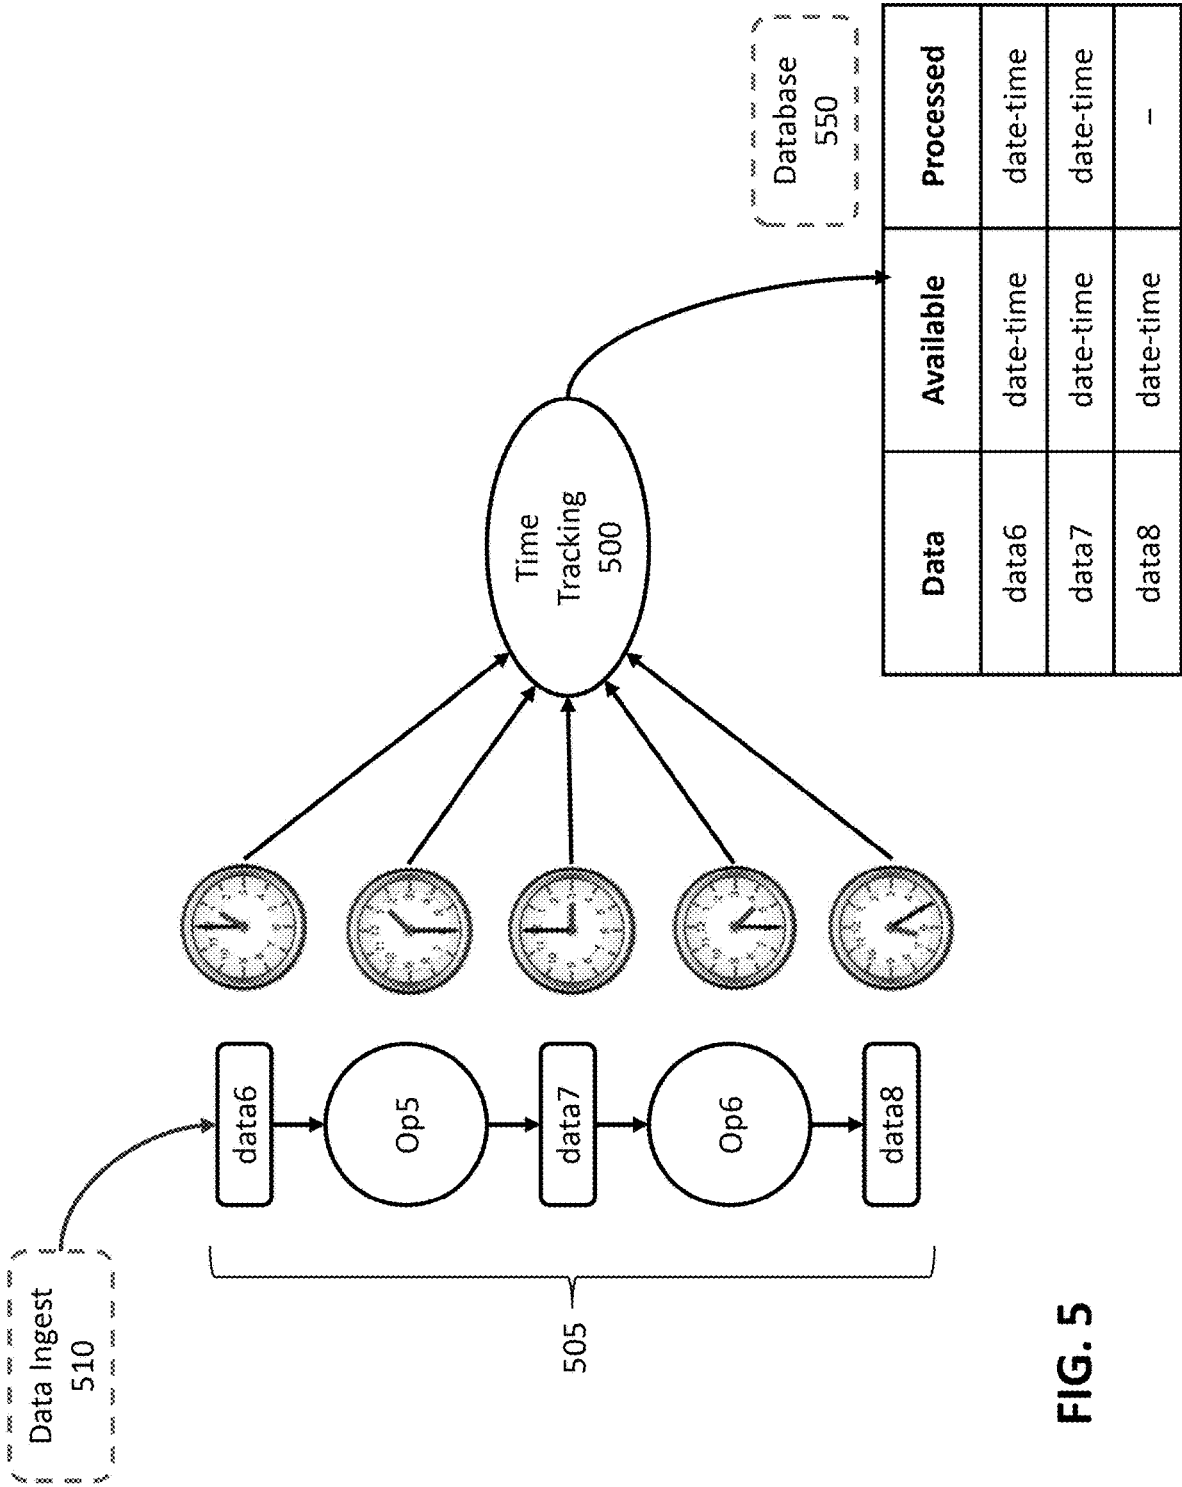 Data Ingest
510
data6
Op5
data7
Op6
data8
505
Time
Tracking
500
Database
550
Data Available Processed
data6 date-time date-time
data7 date-time date-time
data8 date-time –
FIG. 5